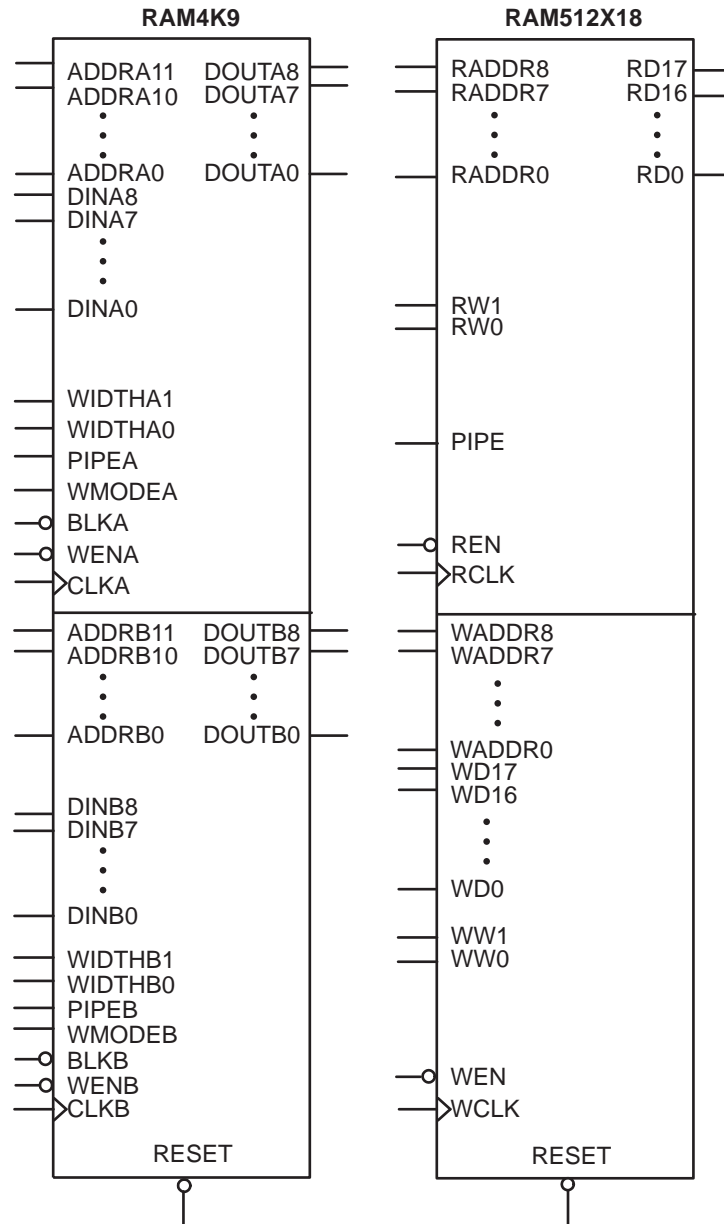 RAM4K9
ADDRA11 DOUTA8
ADDRA10 DOUTA7
ADDRA0 DOUTA0
DINA8
DINA7
DINA0
WIDTHA1
WIDTHA0
PIPEA
WMODEA
BLKA
WENA
CLKA
ADDRB11 DOUTB8
ADDRB10 DOUTB7
ADDRB0 DOUTB0
DINB8
DINB7
DINB0
WIDTHB1
WIDTHB0
PIPEB
WMODEB
BLKB
WENB
CLKB
RESET
RAM512X18
RADDR8 RD17
RADDR7 RD16
RADDR0 RD0
RW1
RW0
PIPE
REN
RCLK
WADDR8
WADDR7
WADDR0
WD17
WD16
WD0
WW1
WW0
WEN
WCLK
RESET